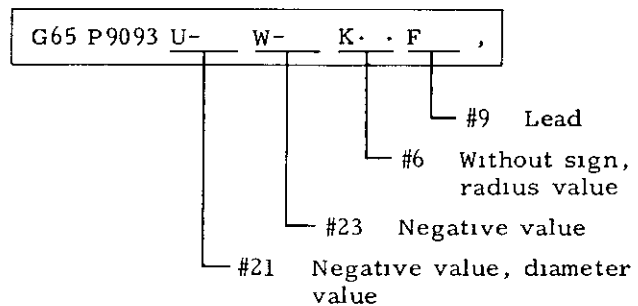 G65 P9093 U- W- K· · F ,
#9 Lead
#6 Without sign,
radius value
#23 Negative value
#21 Negative value, diameter
value